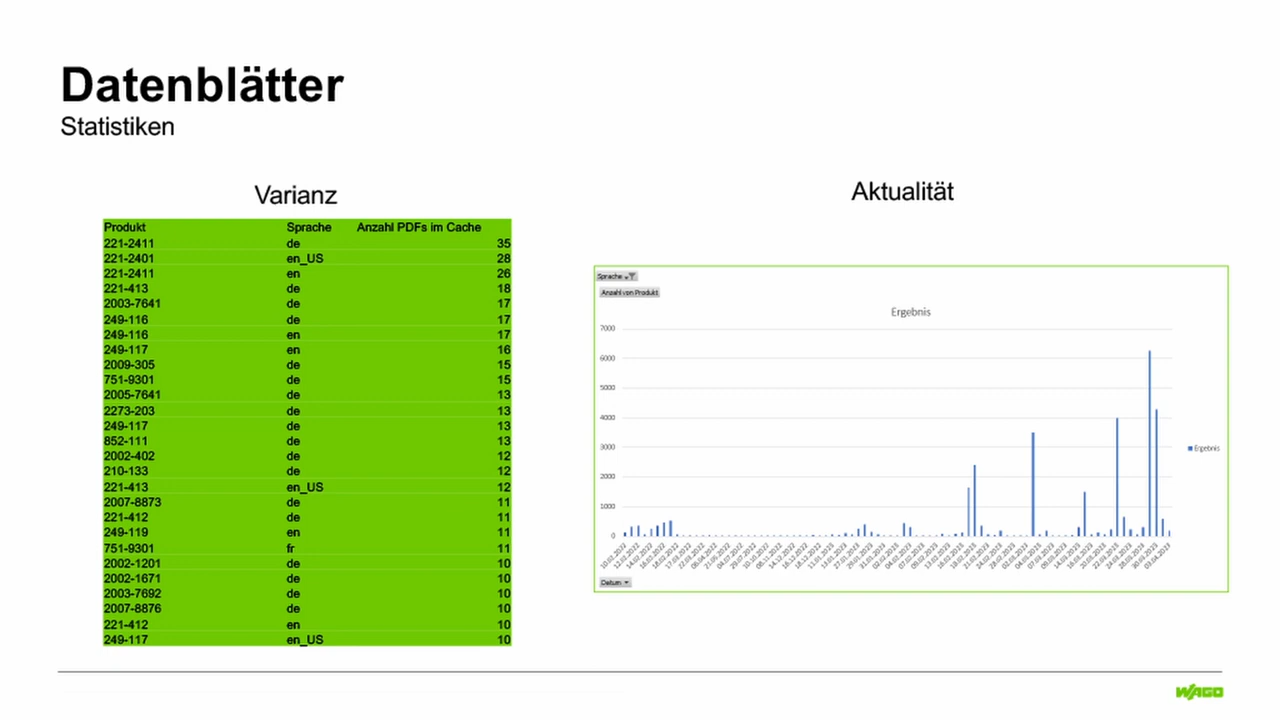 Datenblätter
Statistiken
Varianz
Produkt Sprache Anzahl PDFs im Cache
221-2411 de 35
221-2401 en_US 28
221-2411 en 26
221-413 de 18
2003-7641 de 17
249-116 de 17
249-116 en 17
249-117 en 16
2009-305 de 15
751-9301 de 15
2005-7641 de 13
2273-203 de 13
249-117 de 13
852-111 de 13
2002-402 de 12
210-133 de 12
221-413 en_US 12
2007-8873 de 11
221-412 de 11
249-119 en 11
751-9301 fr 11
2002-1201 de 10
2002-1671 de 10
2003-7692 de 10
2007-8876 de 10
221-412 en 10
249-117 en_US 10
Aktualität
Sprache
Anzahl von Produkt
Ergebnis
7000
6000
5000
4000
3000
2000
1000
0
Ergebnis
Datum
WAGO